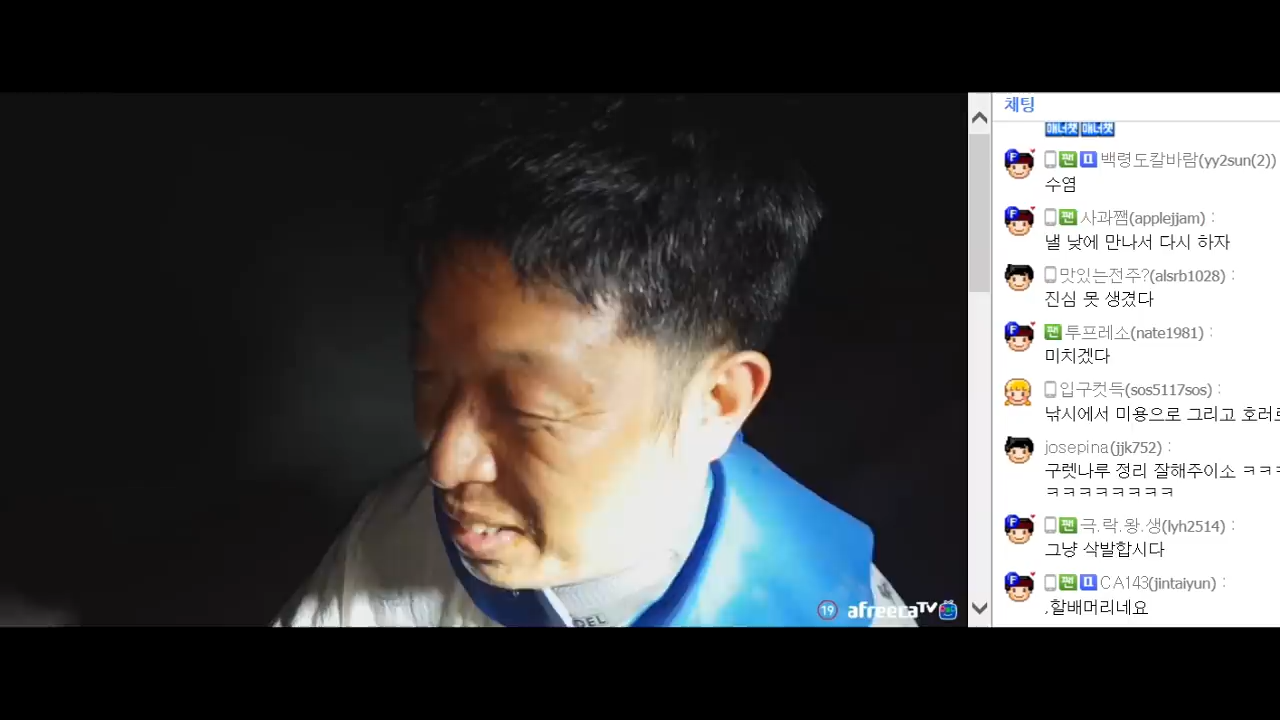 채팅
매너챗 매너챗
팬 백령도칼바람(yy2sun(2))
수염
팬 사과쨈(applejjam) :
낼 낮에 만나서 다시 하자
맛있는전주?(alsrb1028) :
진심 못 생겼다
팬 투프레소(nate1981) :
미치겠다
입구컷득(sos5117sos) :
낚시에서 미용으로 그리고 호러
josepina(jjk752) :
구렛나루 정리 잘해주이소 ㅋㅋㅋ
ㅋㅋㅋㅋㅋㅋㅋㅋ
팬 극.락.왕.생(lyh2514) :
그냥 삭발합시다
팬 CA143(jintaiyun) :
,할배머리네요
DEL
19 afreecaTV